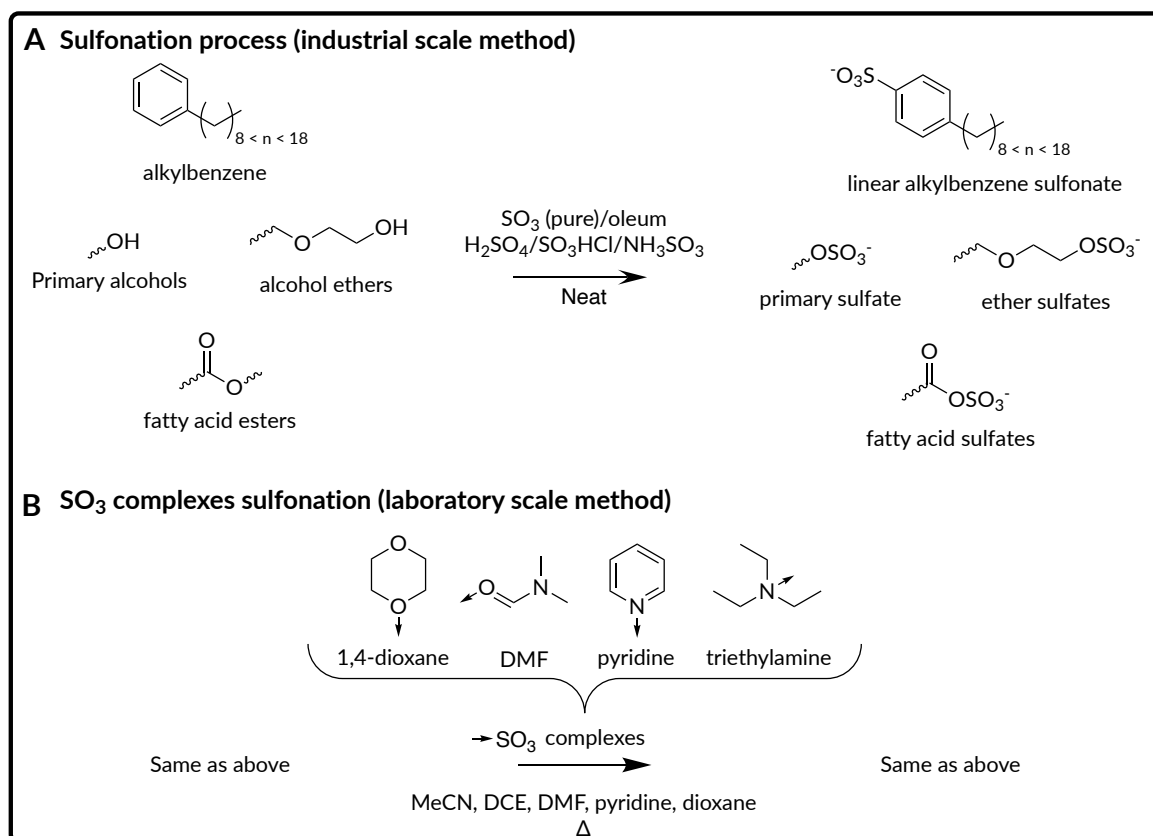 A Sulfonation process (industrial scale method)
8 < n < 18
alkylbenzene
⁻O₃S
8 < n < 18
linear alkylbenzene sulfonate
OH
Primary alcohols
O
OH
alcohol ethers
SO₃ (pure)/oleum
H₂SO₄/SO₃HCl/NH₃SO₃
Neat
OSO₃⁻
primary sulfate
O
OSO₃⁻
ether sulfates
O
O
fatty acid esters
O
OSO₃⁻
fatty acid sulfates
B SO₃ complexes sulfonation (laboratory scale method)
O
O
1,4-dioxane
O
N
DMF
N
pyridine
N
triethylamine
SO₃ complexes
Same as above
Same as above
MeCN, DCE, DMF, pyridine, dioxane
Δ